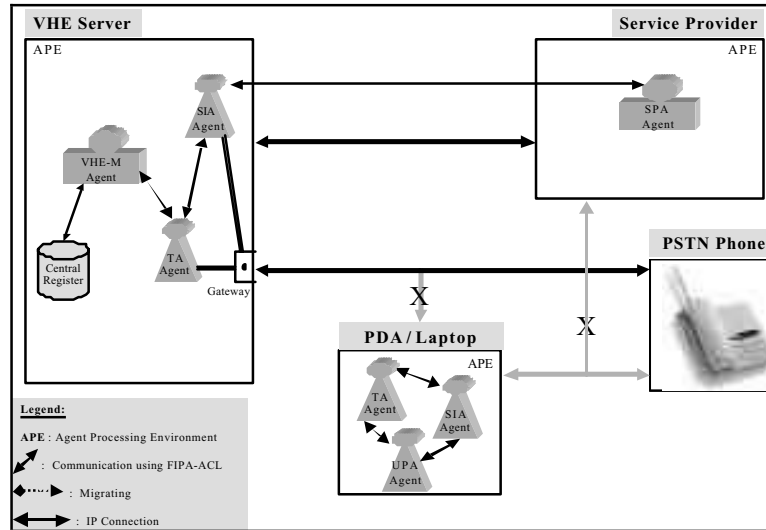 VHE Server
Service Provider
APE
APE
SIA
Agent
SPA
Agent
VHE-M
Agent
TA
Agent
Central
Register
Gateway
PSTN Phone
X
X
PDA / Laptop
APE
TA
Agent
SIA
Agent
UPA
Agent
Legend:
APE : Agent Processing Environment
: Communication using FIPA-ACL
: Migrating
: IP Connection